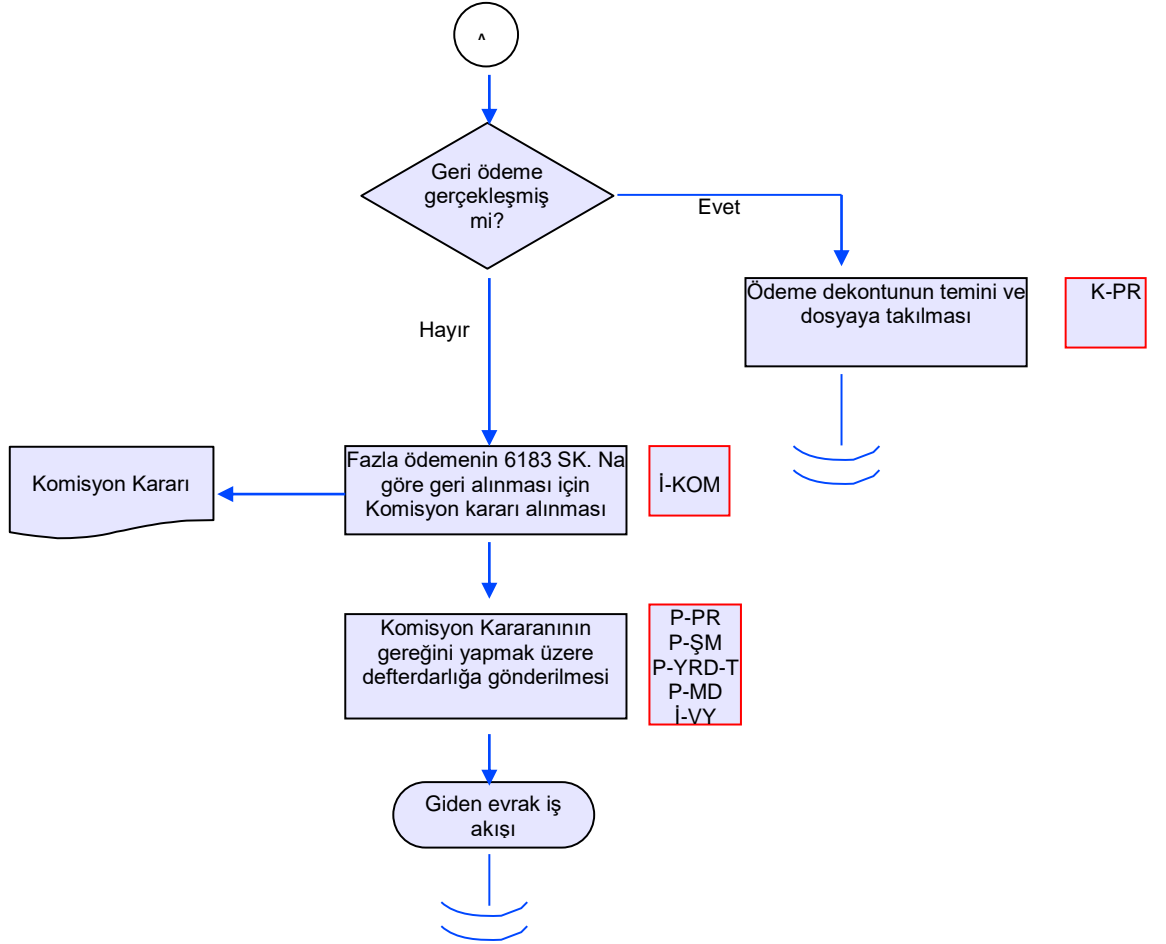 A
Geri ödeme
gerçekleşmiş
mi?
Evet
Ödeme dekontunun temini ve
dosyaya takılması
K-PR
Hayır
Komisyon Kararı
Fazla ödemenin 6183 SK. Na
göre geri alınması için
Komisyon kararı alınması
İ-KOM
Komisyon Kararanının
gereğini yapmak üzere
defterdarlığa gönderilmesi
P-PR
P-ŞM
P-YRD-T
P-MD
İ-VY
Giden evrak iş
akışı